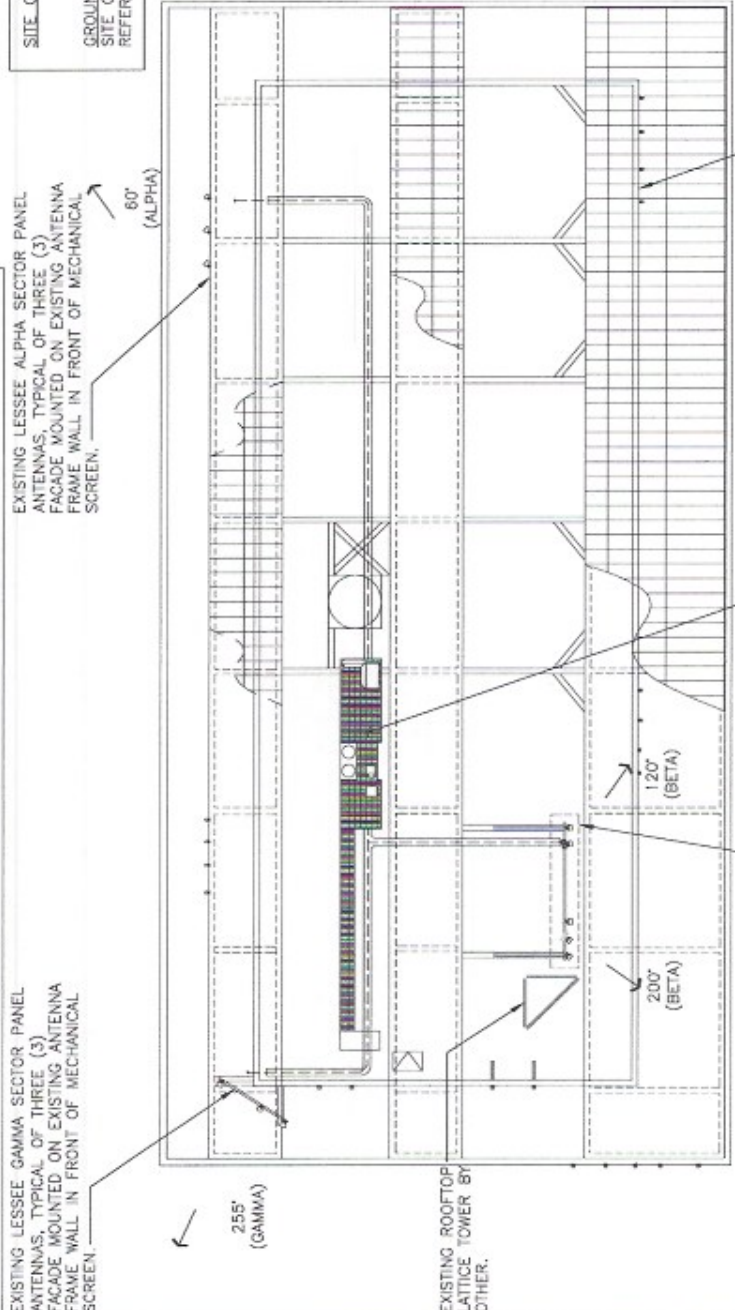 SITE
GROUN
SITE
REFER
EXISTING LESSEE ALPHA SECTOR PANEL
ANTENNAS, TYPICAL OF THREE (3)
FACADE MOUNTED ON EXISTING ANTENNA
FRAME WALL IN FRONT OF MECHANICAL
SCREEN.
60°
(ALPHA)
EXISTING LESSEE GAMMA SECTOR PANEL
ANTENNAS, TYPICAL OF THREE (3)
FACADE MOUNTED ON EXISTING ANTENNA
FRAME WALL IN FRONT OF MECHANICAL
SCREEN.
255°
(GAMMA)
120°
(BETA)
200°
(BETA)
EXISTING ROOFTOP
LATTICE TOWER BY
OTHER.